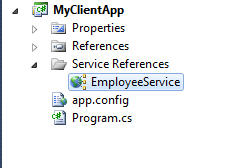 MyClientApp
Properties
References
Service References
EmployeeService
app.config
Program.cs